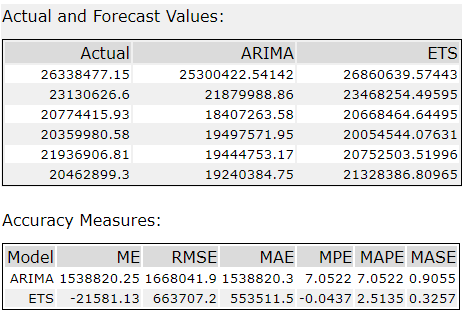 Actual and Forecast Values:
Actual ARIMA ETS
26338477.15 25300422.54142 26860639.57443
23130626.6 21879988.86 23468254.49595
20774415.93 18407263.58 20668464.64495
20359980.58 19497571.95 20054544.07631
21936906.81 19444753.17 20752503.51996
20462899.3 19240384.75 21328386.80965
Accuracy Measures:
Model ME RMSE MAE MPE MAPE MASE
ARIMA 1538820.25 1668041.9 1538820.3 7.0522 7.0522 0.9055
ETS -21581.13 663707.2 553511.5 -0.0437 2.5135 0.3257